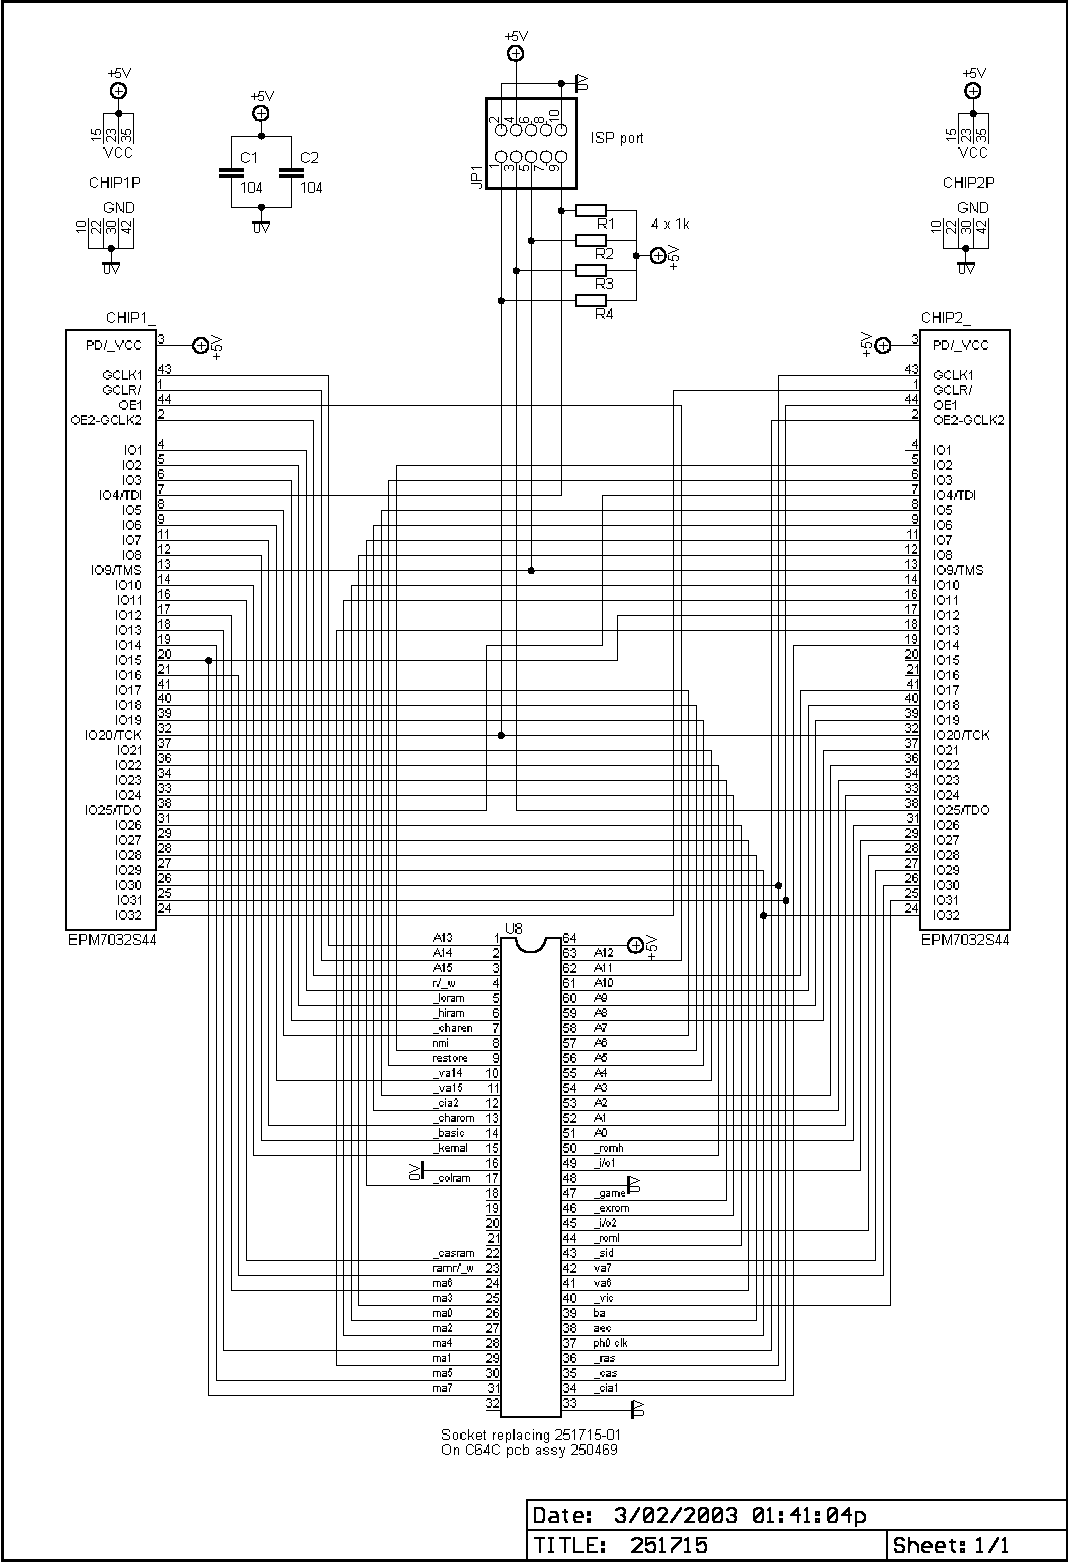 +5V
+5V
+5V
+5V
0V
2 4 6 8 10
ISP port
1 3 5 7 9
JP1
15 23 35
VCC
CHIP1P
GND
10 22 30 42
0V
C1
104
C2
104
0V
15 23 35
VCC
CHIP2P
GND
10 22 30 42
0V
R1
R2
R3
R4
4 x 1k
+5V
CHIP1_
PD/_VCC 3 +5V
GCLK1 43
GCLR/ 1
OE1 44
OE2-GCLK2 2
IO1 4
IO2 5
IO3 6
IO4/TDI 7
IO5 8
IO6 9
IO7 11
IO8 12
IO9/TMS 13
IO10 14
IO11 16
IO12 17
IO13 18
IO14 19
IO15 20
IO16 21
IO17 41
IO18 40
IO19 39
IO20/TCK 32
IO21 37
IO22 36
IO23 34
IO24 33
IO25/TDO 38
IO26 31
IO27 29
IO28 28
IO29 27
IO30 26
IO31 25
IO32 24
EPM7032S44
CHIP2_
+5V 3 PD/_VCC
43 GCLK1
1 GCLR/
44 OE1
2 OE2-GCLK2
4 IO1
5 IO2
6 IO3
7 IO4/TDI
8 IO5
9 IO6
11 IO7
12 IO8
13 IO9/TMS
14 IO10
16 IO11
17 IO12
18 IO13
19 IO14
20 IO15
21 IO16
41 IO17
40 IO18
39 IO19
32 IO20/TCK
37 IO21
36 IO22
34 IO23
33 IO24
38 IO25/TDO
31 IO26
29 IO27
28 IO28
27 IO29
26 IO30
25 IO31
24 IO32
EPM7032S44
U8
A13 1 64 +5V
A14 2 63 A12
A15 3 62 A11
r/_w 4 61 A10
_loram 5 60 A9
_hiram 6 59 A8
_charen 7 58 A7
nmi 8 57 A6
restore 9 56 A5
_va14 10 55 A4
_va15 11 54 A3
_cia2 12 53 A2
_charom 13 52 A1
_basic 14 51 A0
_kernal 15 50 _romh
0V 16 49 _i/o1
_colram 17 48 0V
18 47 _game
19 46 _exrom
20 45 _i/o2
21 44 _roml
_casram 22 43 _sid
ramr/_w 23 42 va7
ma6 24 41 va6
ma3 25 40 _vic
ma0 26 39 ba
ma2 27 38 aec
ma4 28 37 ph0 clk
ma1 29 36 _ras
ma5 30 35 _cas
ma7 31 34 _cia1
32 33 0V
Socket replacing 251715-01
On C64C pcb assy 250469
Date: 3/02/2003 01:41:04p
TITLE: 251715
Sheet: 1/1